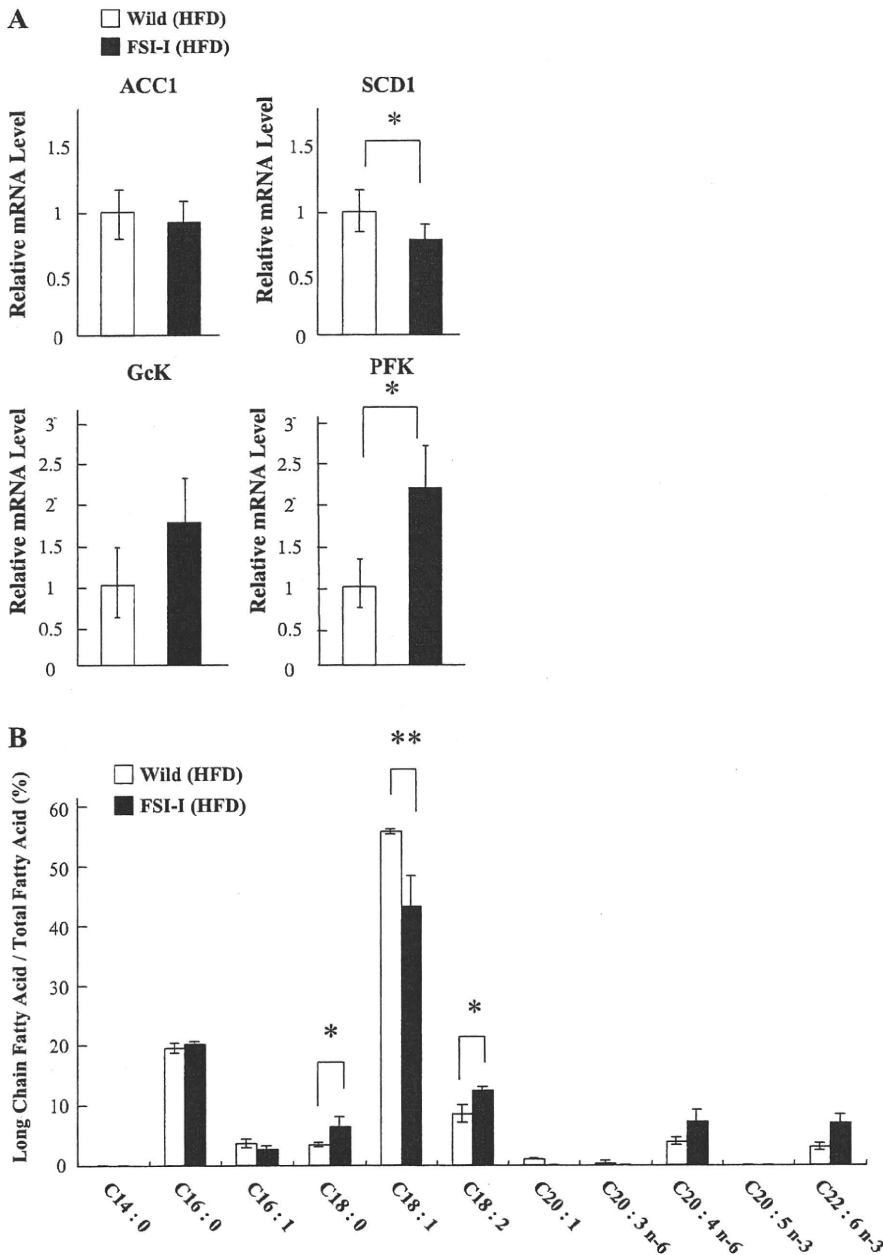 A
Wild (HFD)
FSI-I (HFD)
ACC1
Relative mRNA Level
1.5
1
0.5
0
SCD1
*
Relative mRNA Level
1.5
1
0.5
0
GcK
Relative mRNA Level
3
2.5
2
1.5
1
0.5
0
PFK
*
Relative mRNA Level
3
2.5
2
1.5
1
0.5
0
B
Wild (HFD)
FSI-I (HFD)
Long Chain Fatty Acid / Total Fatty Acid (%)
60
50
40
30
20
10
0
*
**
*
C14 : 0
C16 : 0
C16 : 1
C18 : 0
C18 : 1
C18 : 2
C20 : 1
C20 : 3 n-6
C20 : 4 n-6
C20 : 5 n-3
C22 : 6 n-3